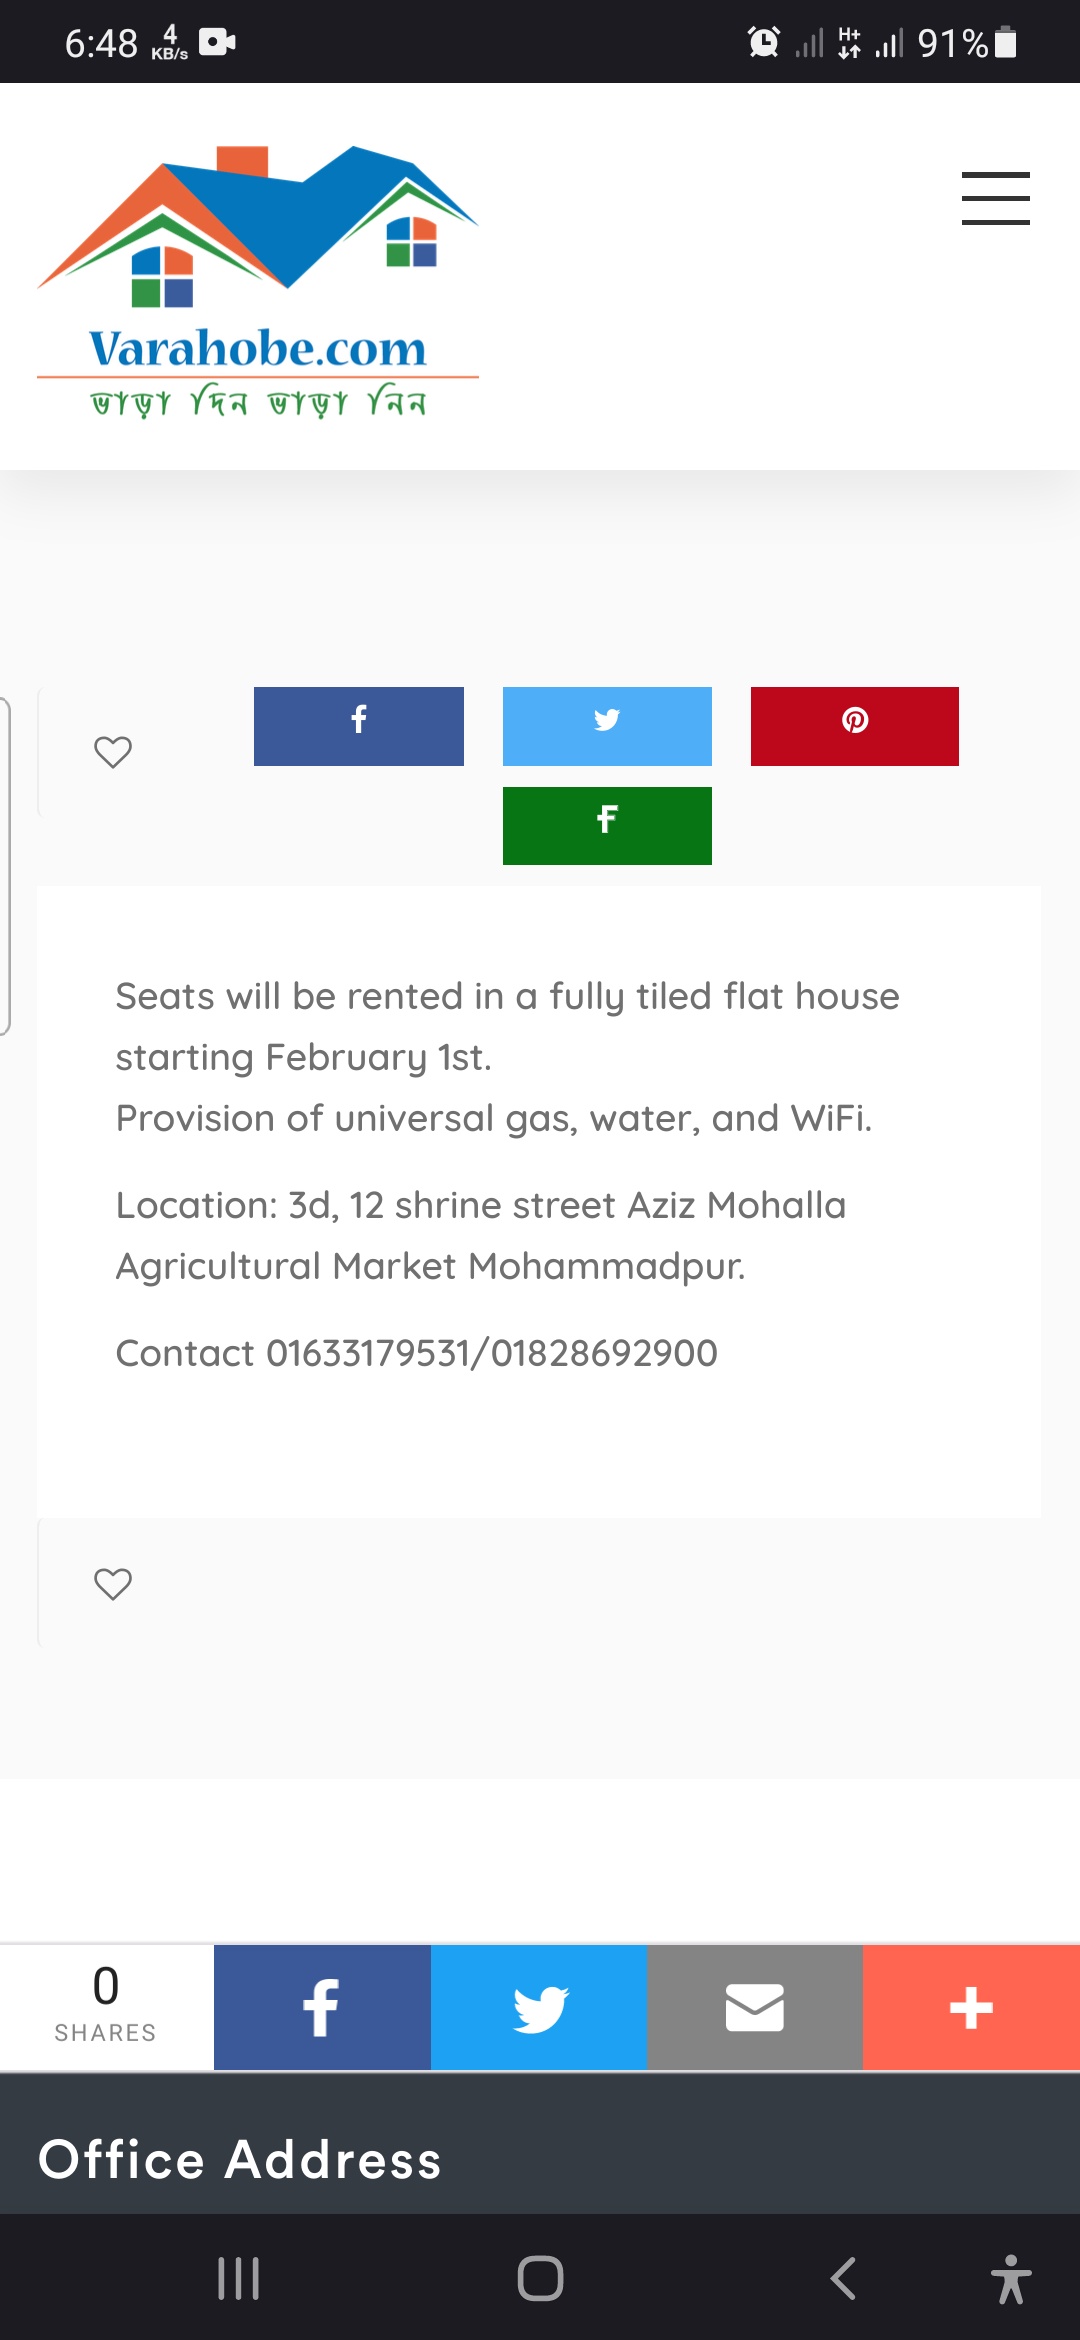 6:48 4 KB/s H+ 91%
Varahobe.com
ভাড়া দিন ভাড়া নিন
Seats will be rented in a fully tiled flat house
starting February 1st.
Provision of universal gas, water, and WiFi.
Location: 3d, 12 shrine street Aziz Mohalla
Agricultural Market Mohammadpur.
Contact 01633179531/01828692900
0
SHARES
Office Address